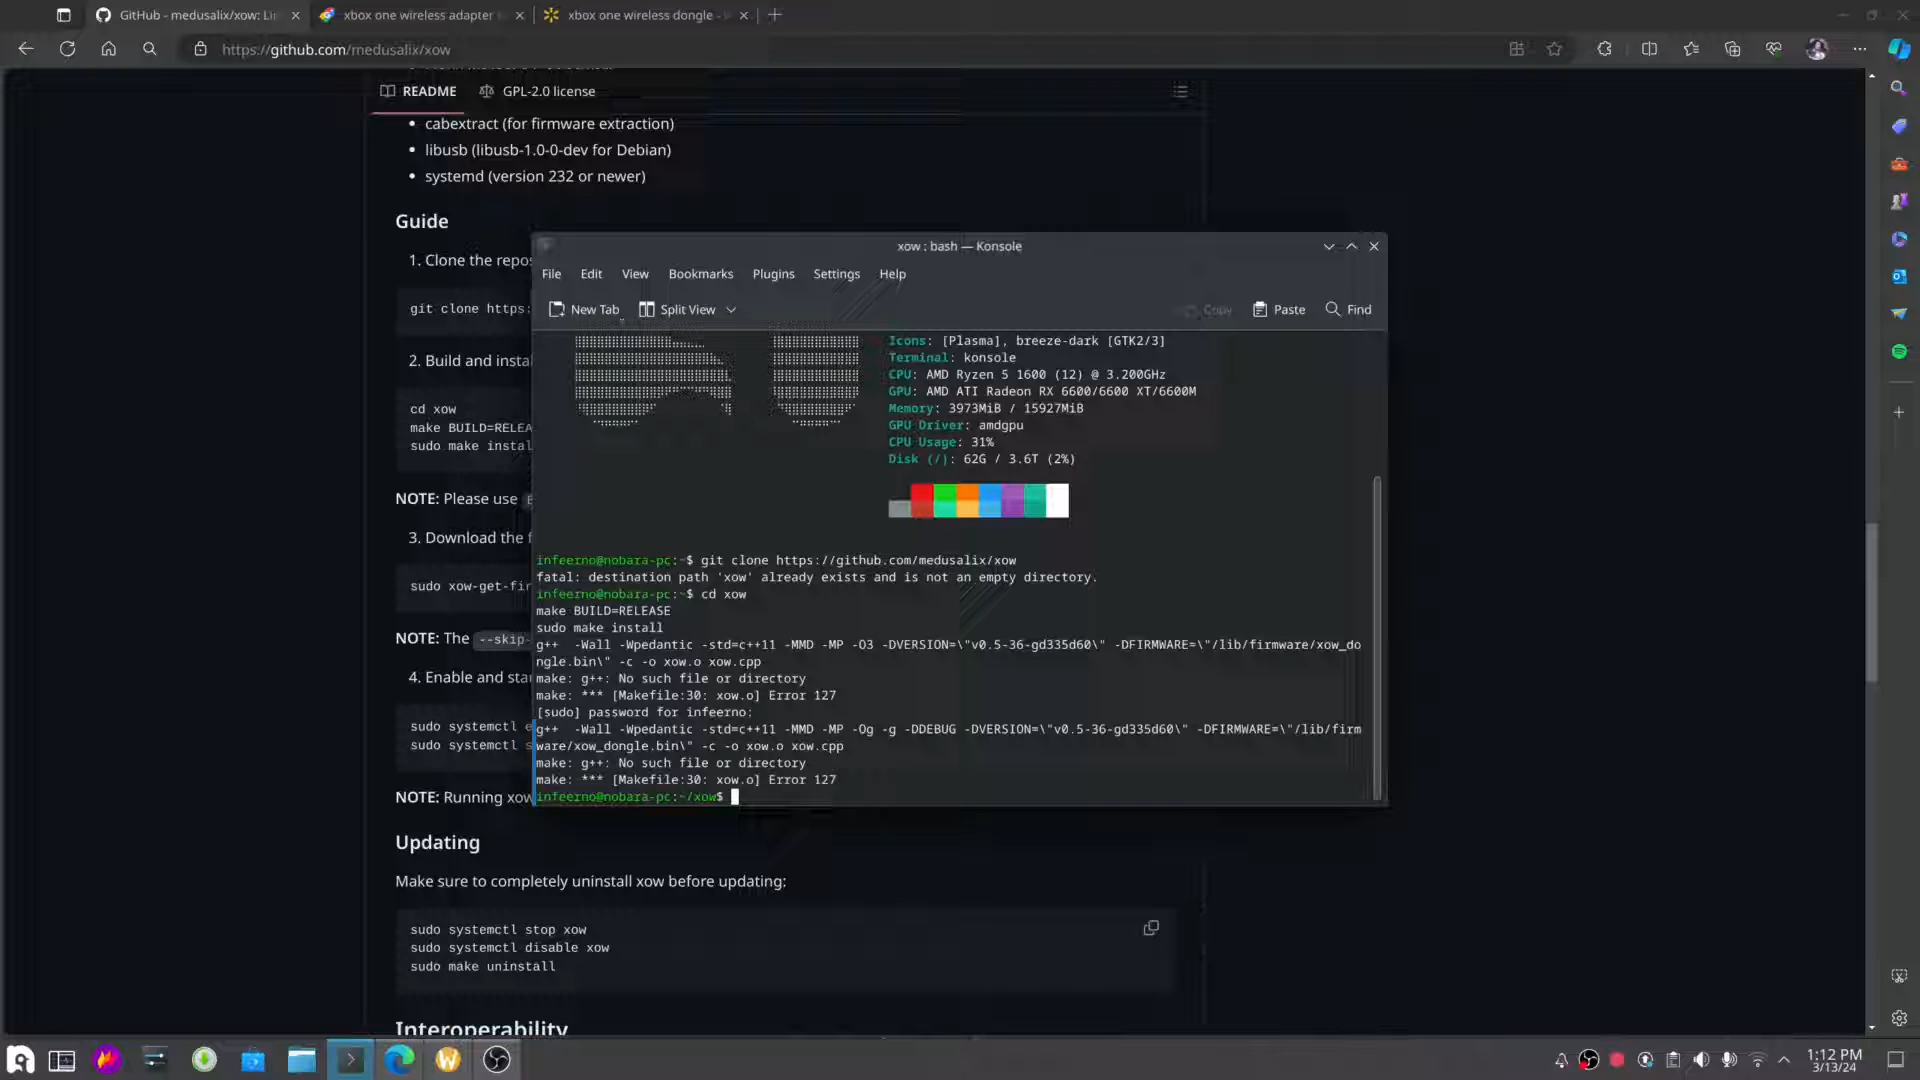 GitHub - medusalix/xow: Li
xbox one wireless adapter
xbox one wireless dongle -
https://github.com/medusalix/xow
README
GPL-2.0 license
cabextract (for firmware extraction)
libusb (libusb-1.0-0-dev for Debian)
systemd (version 232 or newer)
Guide
1. Clone the repos
git clone https:
2. Build and insta
cd xow
make BUILD=RELEA
sudo make instal
NOTE: Please use
3. Download the f
sudo xow-get-fir
NOTE: The --skip-
4. Enable and sta
sudo systemctl e
sudo systemctl s
NOTE: Running xow
Updating
Make sure to completely uninstall xow before updating:
sudo systemctl stop xow
sudo systemctl disable xow
sudo make uninstall
Interoperability
xow : bash — Konsole
File Edit View Bookmarks Plugins Settings Help
New Tab Split View Copy Paste Find
Icons: [Plasma], breeze-dark [GTK2/3]
Terminal: konsole
CPU: AMD Ryzen 5 1600 (12) @ 3.200GHz
GPU: AMD ATI Radeon RX 6600/6600 XT/6600M
Memory: 3973MiB / 15927MiB
GPU Driver: amdgpu
CPU Usage: 31%
Disk (/): 62G / 3.6T (2%)
infeerno@nobara-pc:~$ git clone https://github.com/medusalix/xow
fatal: destination path 'xow' already exists and is not an empty directory.
infeerno@nobara-pc:~$ cd xow
make BUILD=RELEASE
sudo make install
g++  -Wall -Wpedantic -std=c++11 -MMD -MP -O3 -DVERSION=\"v0.5-36-gd335d60\" -DFIRMWARE=\"/lib/firmware/xow_do
ngle.bin\" -c -o xow.o xow.cpp
make: g++: No such file or directory
make: *** [Makefile:30: xow.o] Error 127
[sudo] password for infeerno:
g++  -Wall -Wpedantic -std=c++11 -MMD -MP -Og -g -DDEBUG -DVERSION=\"v0.5-36-gd335d60\" -DFIRMWARE=\"/lib/firm
ware/xow_dongle.bin\" -c -o xow.o xow.cpp
make: g++: No such file or directory
make: *** [Makefile:30: xow.o] Error 127
infeerno@nobara-pc:~/xow$
1:12 PM
3/13/24